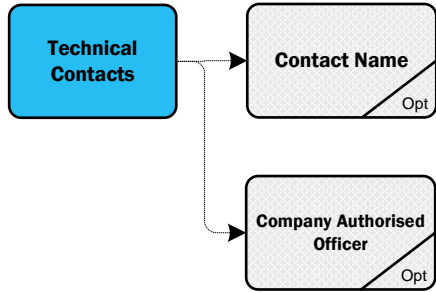 Technical
Contacts
Contact Name
Opt
Company Authorised
Officer
Opt